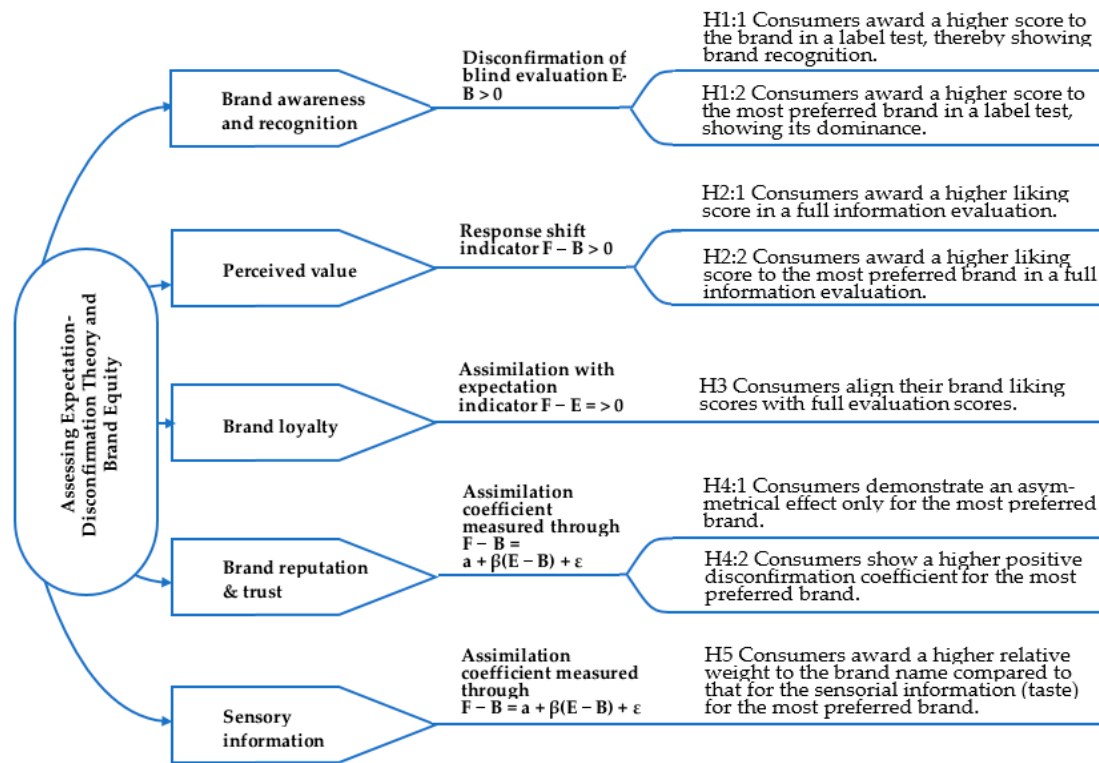 Assessing Expectation-
Disconfirmation Theory and
Brand Equity
Brand awareness
and recognition
Disconfirmation of
blind evaluation E-
B > 0
H1:1 Consumers award a higher score to
the brand in a label test, thereby showing
brand recognition.
H1:2 Consumers award a higher score to
the most preferred brand in a label test,
showing its dominance.
Perceived value
Response shift
indicator F – B > 0
H2:1 Consumers award a higher liking
score in a full information evaluation.
H2:2 Consumers award a higher liking
score to the most preferred brand in a full
information evaluation.
Brand loyalty
Assimilation with
expectation
indicator F – E = > 0
H3 Consumers align their brand liking
scores with full evaluation scores.
Brand reputation
& trust
Assimilation
coefficient
measured through
F – B =
a + β(E – B) + ε
H4:1 Consumers demonstrate an asym-
metrical effect only for the most preferred
brand.
H4:2 Consumers show a higher positive
disconfirmation coefficient for the most
preferred brand.
Sensory
information
Assimilation
coefficient measured
through
F – B = a + β(E – B) + ε
H5 Consumers award a higher relative
weight to the brand name compared to
that for the sensorial information (taste)
for the most preferred brand.